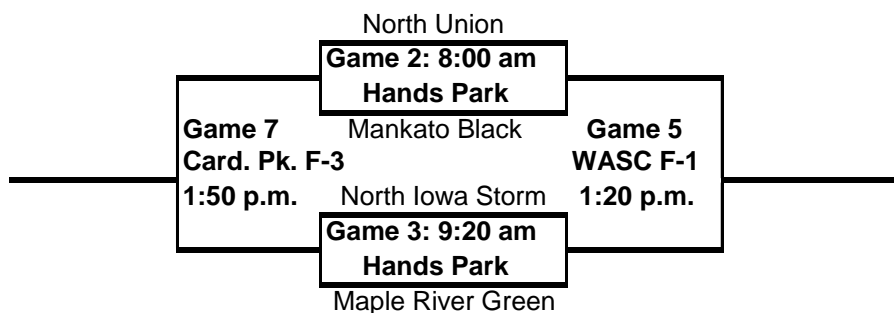 North Union
Game 2: 8:00 am
Hands Park
Mankato Black
Game 7
Card. Pk. F-3
1:50 p.m.
Game 5
WASC F-1
1:20 p.m.
North Iowa Storm
Game 3: 9:20 am
Hands Park
Maple River Green